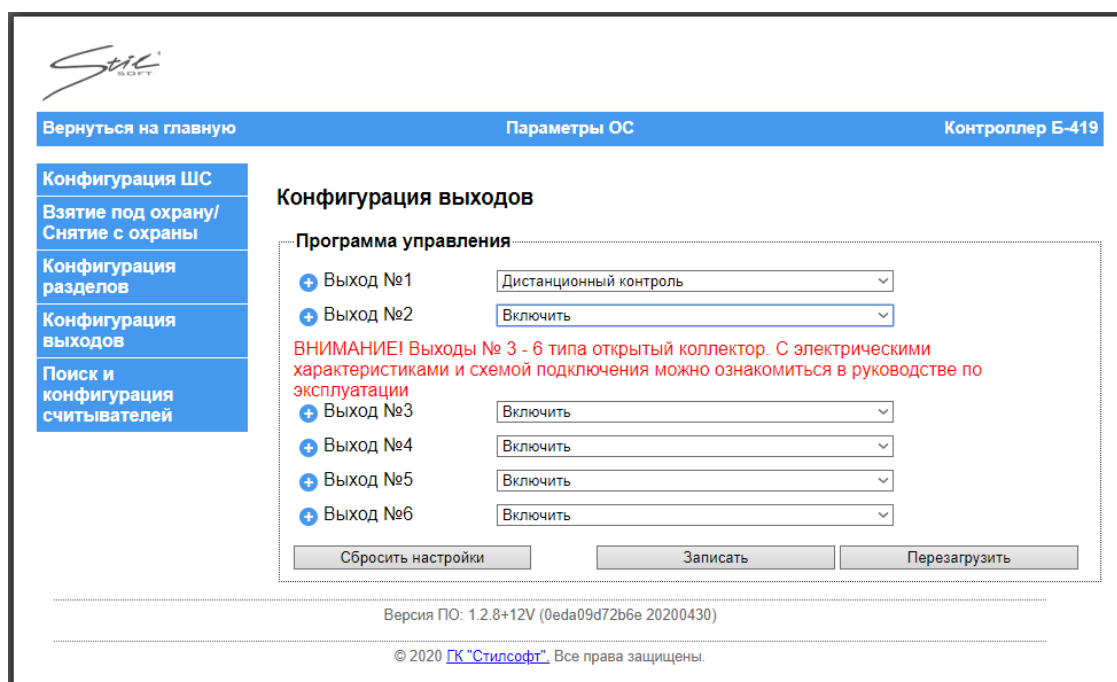 Stil
SOFT
Вернуться на главную
Параметры ОС
Контроллер Б-419
Конфигурация ШС
Взятие под охрану/
Снятие с охраны
Конфигурация
разделов
Конфигурация
выходов
Поиск и
конфигурация
считывателей
Конфигурация выходов
Программа управления
Выход №1 Дистанционный контроль
Выход №2 Включить
ВНИМАНИЕ! Выходы № 3 - 6 типа открытый коллектор. С электрическими
характеристиками и схемой подключения можно ознакомиться в руководстве по
эксплуатации
Выход №3 Включить
Выход №4 Включить
Выход №5 Включить
Выход №6 Включить
Сбросить настройки Записать Перезагрузить
Версия ПО: 1.2.8+12V (0eda09d72b6e 20200430)
© 2020 ГК "Стилсофт". Все права защищены.